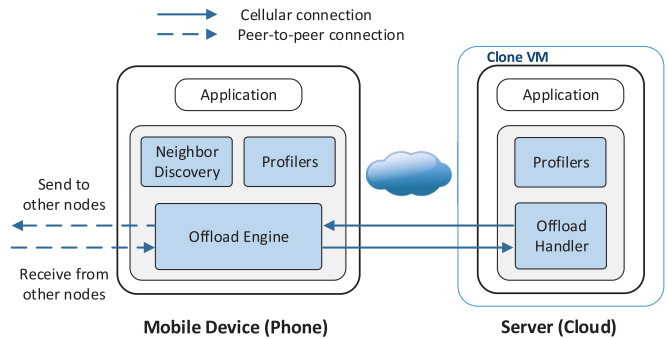 Cellular connection
Peer-to-peer connection
Clone VM
Application
Application
Neighbor
Discovery
Profilers
Profilers
Send to
other nodes
Offload Engine
Offload
Handler
Receive from
other nodes
Mobile Device (Phone)
Server (Cloud)